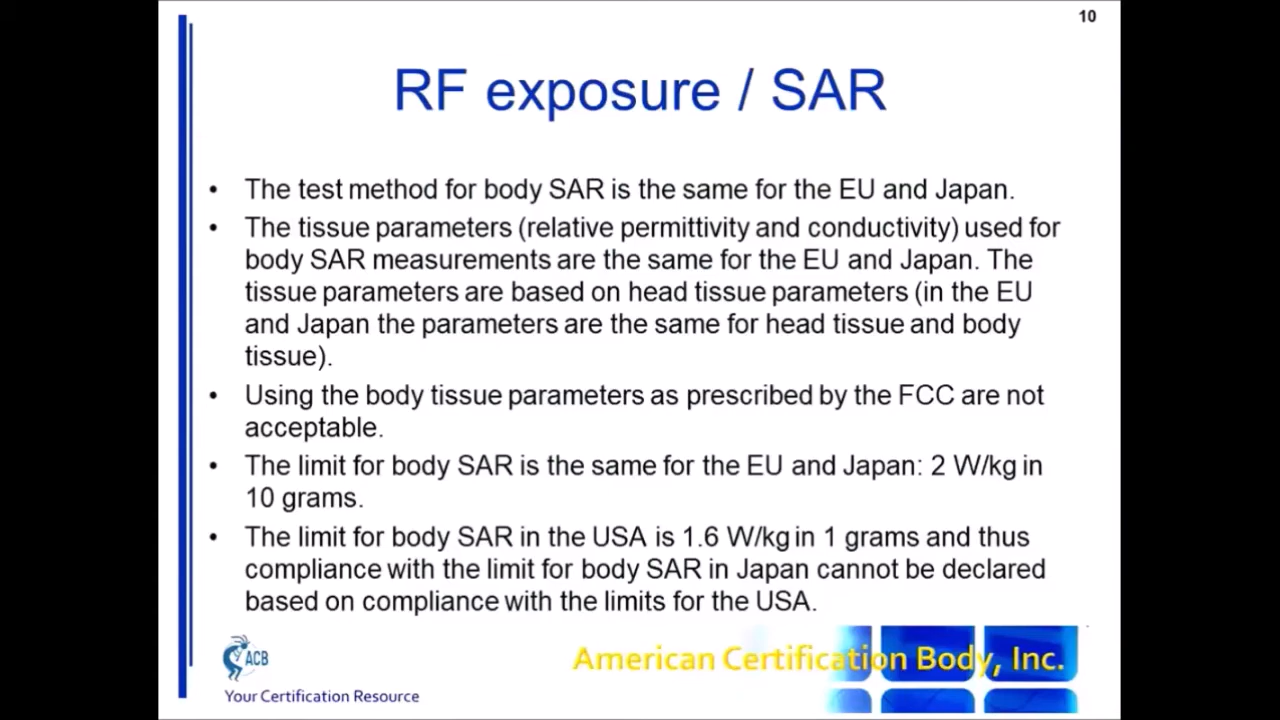 10
RF exposure / SAR
• The test method for body SAR is the same for the EU and Japan.
• The tissue parameters (relative permittivity and conductivity) used for
body SAR measurements are the same for the EU and Japan. The
tissue parameters are based on head tissue parameters (in the EU
and Japan the parameters are the same for head tissue and body
tissue).
• Using the body tissue parameters as prescribed by the FCC are not
acceptable.
• The limit for body SAR is the same for the EU and Japan: 2 W/kg in
10 grams.
• The limit for body SAR in the USA is 1.6 W/kg in 1 grams and thus
compliance with the limit for body SAR in Japan cannot be declared
based on compliance with the limits for the USA.
ACB
American Certification Body, Inc.
Your Certification Resource